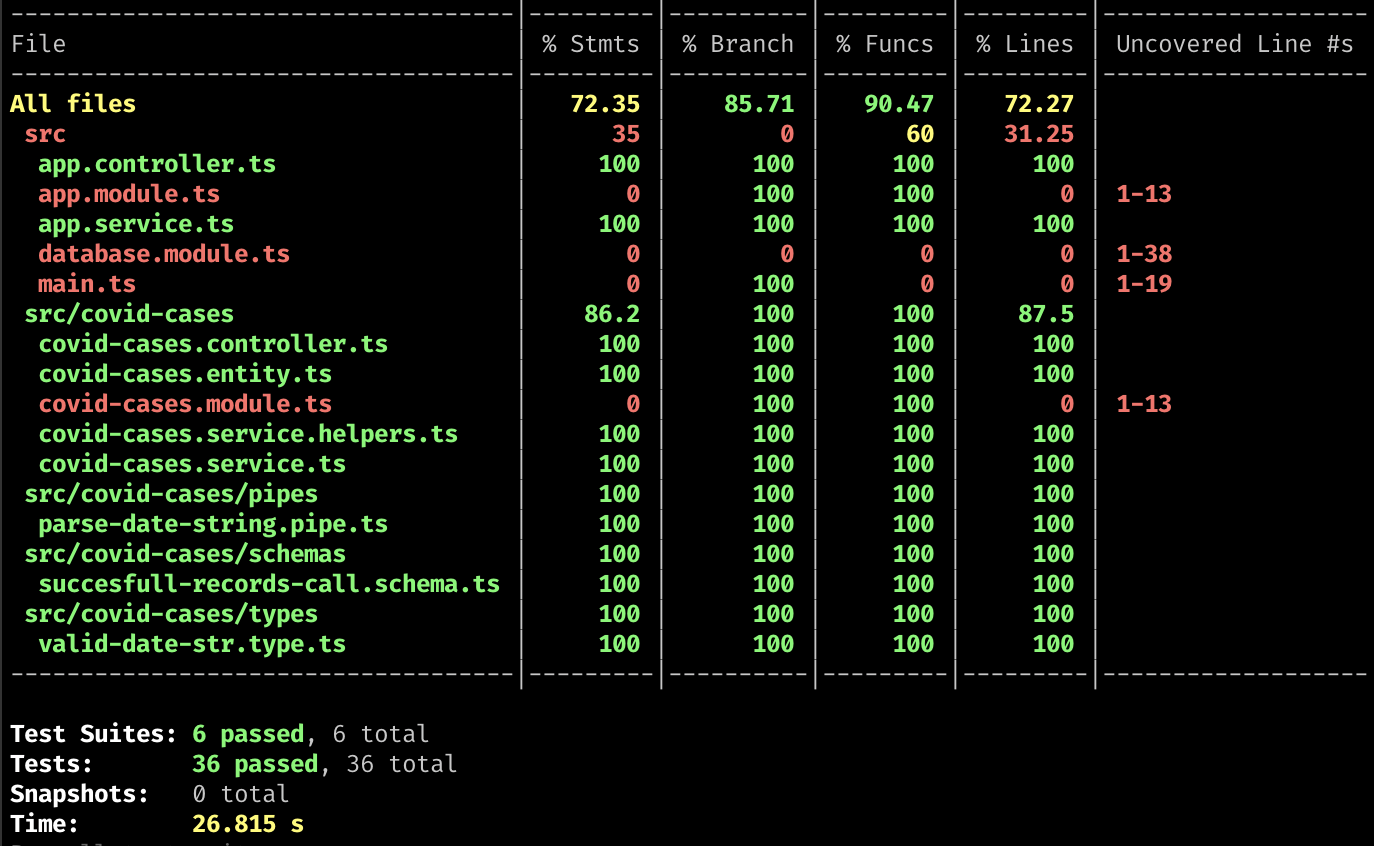 ----------------------------------|---------|----------|---------|---------|-------------------
File                              | % Stmts | % Branch | % Funcs | % Lines | Uncovered Line #s
----------------------------------|---------|----------|---------|---------|-------------------
All files                         |   72.35 |    85.71 |   90.47 |   72.27 |
 src                              |      35 |        0 |      60 |   31.25 |
  app.controller.ts               |     100 |      100 |     100 |     100 |
  app.module.ts                   |       0 |      100 |     100 |       0 | 1-13
  app.service.ts                  |     100 |      100 |     100 |     100 |
  database.module.ts              |       0 |        0 |       0 |       0 | 1-38
  main.ts                         |       0 |      100 |       0 |       0 | 1-19
 src/covid-cases                  |    86.2 |      100 |     100 |    87.5 |
  covid-cases.controller.ts       |     100 |      100 |     100 |     100 |
  covid-cases.entity.ts           |     100 |      100 |     100 |     100 |
  covid-cases.module.ts           |       0 |      100 |     100 |       0 | 1-13
  covid-cases.service.helpers.ts  |     100 |      100 |     100 |     100 |
  covid-cases.service.ts          |     100 |      100 |     100 |     100 |
 src/covid-cases/pipes            |     100 |      100 |     100 |     100 |
  parse-date-string.pipe.ts       |     100 |      100 |     100 |     100 |
 src/covid-cases/schemas          |     100 |      100 |     100 |     100 |
  succesfull-records-call.schema.ts |     100 |      100 |     100 |     100 |
 src/covid-cases/types            |     100 |      100 |     100 |     100 |
  valid-date-str.type.ts          |     100 |      100 |     100 |     100 |
----------------------------------|---------|----------|---------|---------|-------------------
Test Suites: 6 passed, 6 total
Tests:       36 passed, 36 total
Snapshots:   0 total
Time:        26.815 s